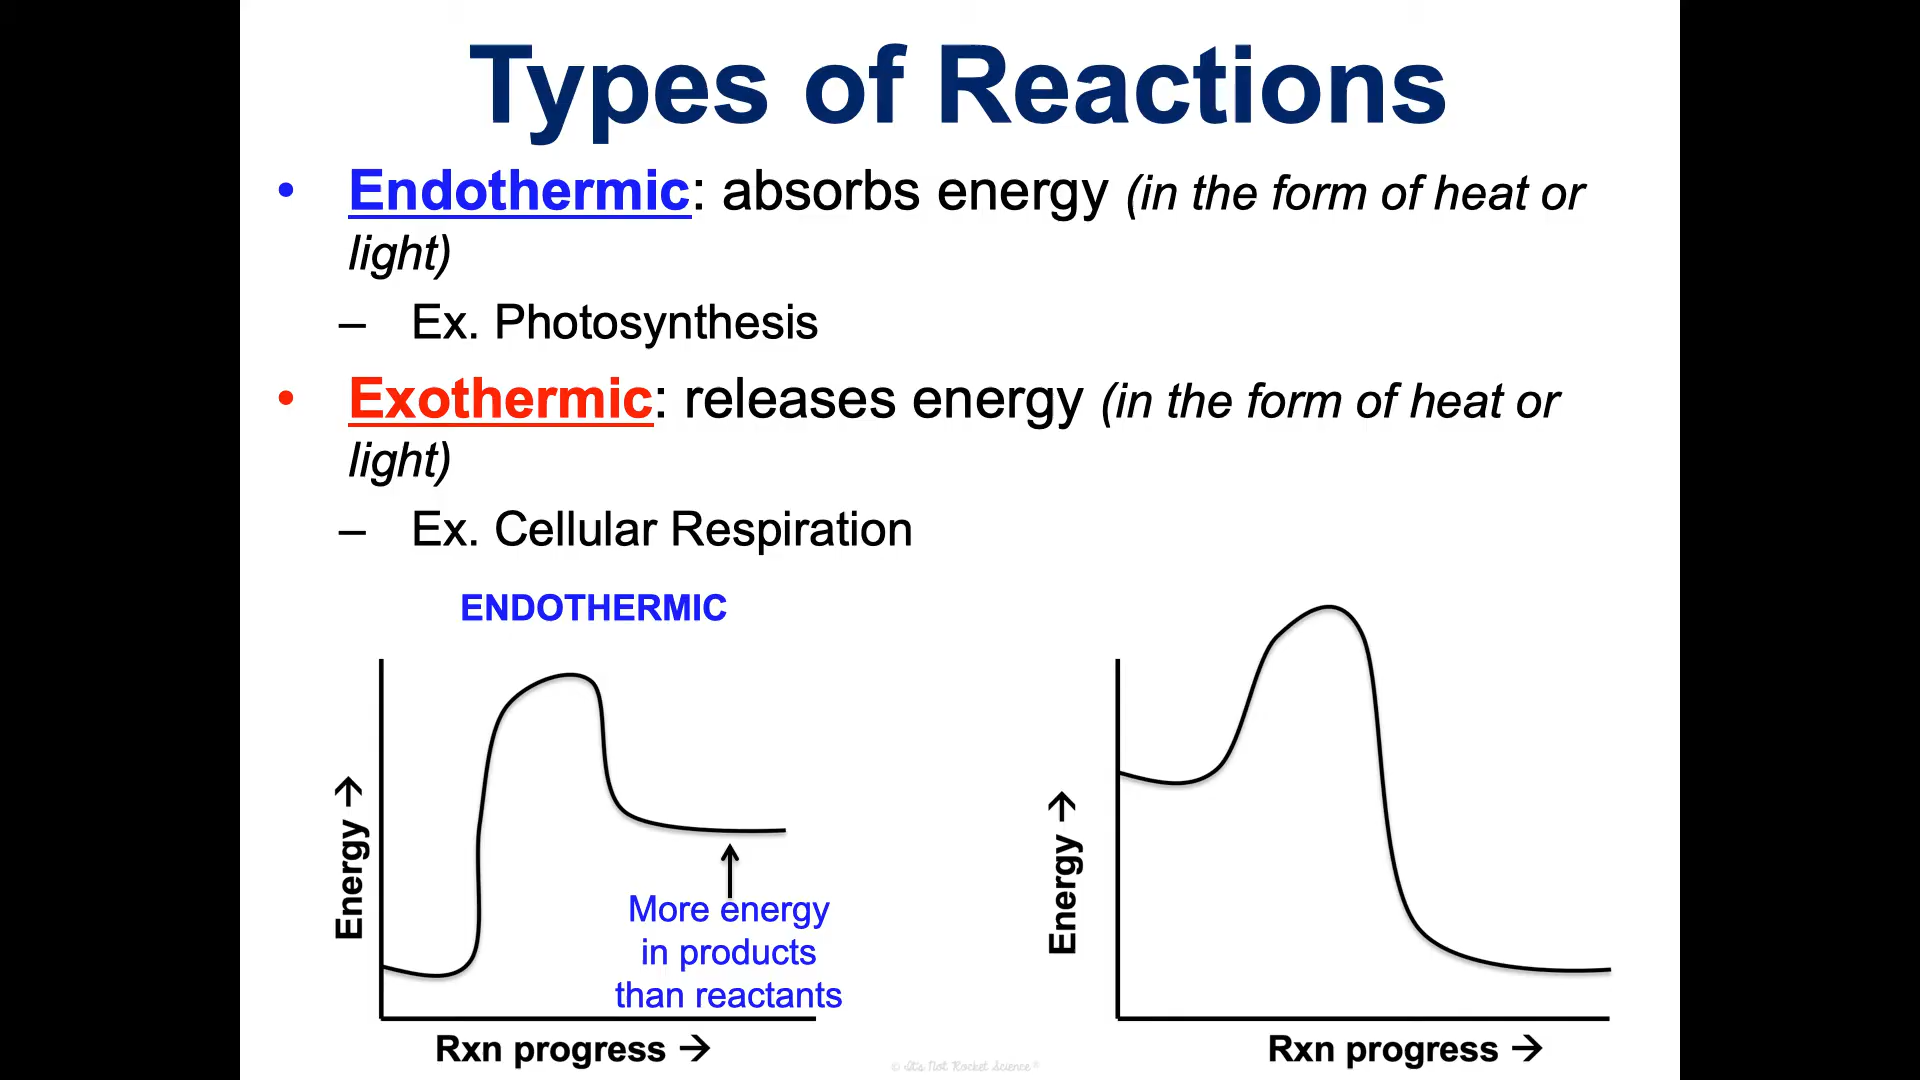 Types of Reactions
• Endothermic: absorbs energy (in the form of heat or
light)
– Ex. Photosynthesis
• Exothermic: releases energy (in the form of heat or
light)
– Ex. Cellular Respiration
ENDOTHERMIC
Energy →
More energy
in products
than reactants
Rxn progress →
Energy →
Rxn progress →
© It's Not Rocket Science®